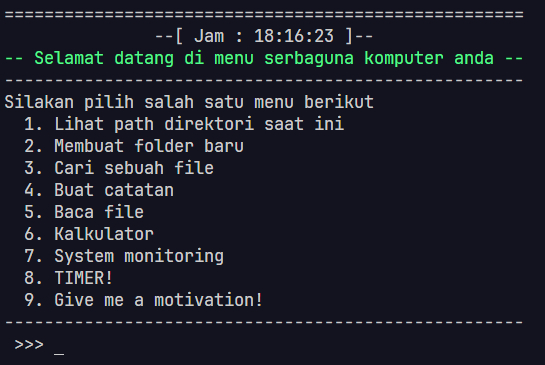 ====================================================
--[ Jam : 18:16:23 ]--
-- Selamat datang di menu serbaguna komputer anda --
----------------------------------------------------
Silakan pilih salah satu menu berikut
1. Lihat path direktori saat ini
2. Membuat folder baru
3. Cari sebuah file
4. Buat catatan
5. Baca file
6. Kalkulator
7. System monitoring
8. TIMER!
9. Give me a motivation!
----------------------------------------------------
>>> _